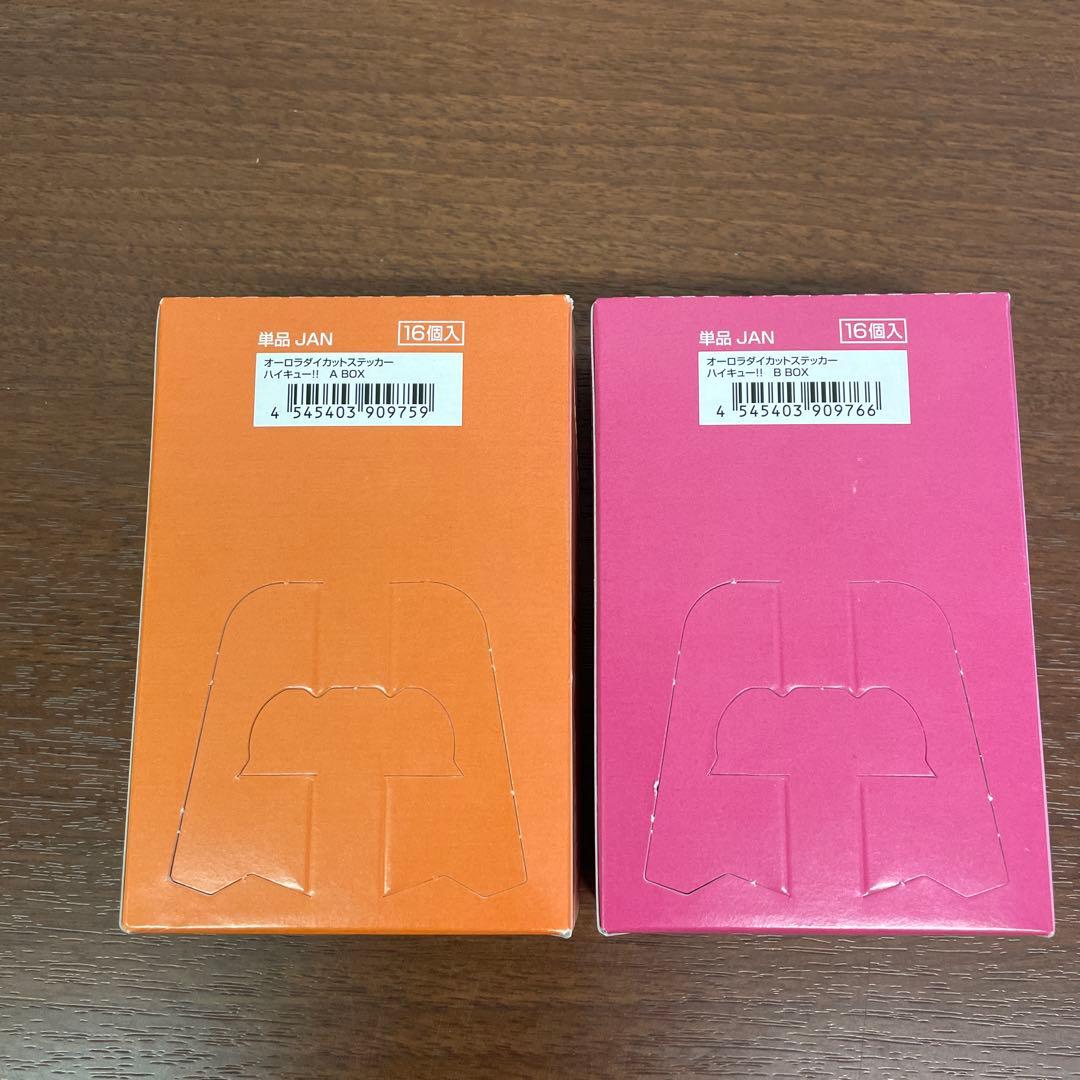 単品 JAN 16個入
オーロラダイカットステッカー
ハイキュー!! A BOX
4 545403 909759
単品 JAN 16個入
オーロラダイカットステッカー
ハイキュー!! B BOX
4 545403 909766